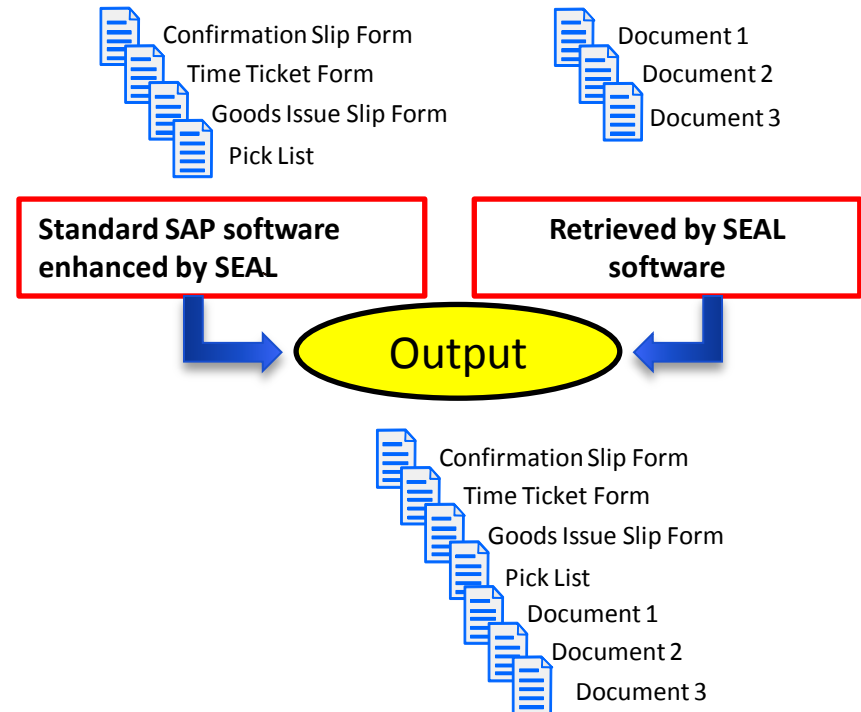 Confirmation Slip Form
Time Ticket Form
Goods Issue Slip Form
Pick List
Document 1
Document 2
Document 3
Standard SAP software
enhanced by SEAL
Retrieved by SEAL
software
Output
Confirmation Slip Form
Time Ticket Form
Goods Issue Slip Form
Pick List
Document 1
Document 2
Document 3